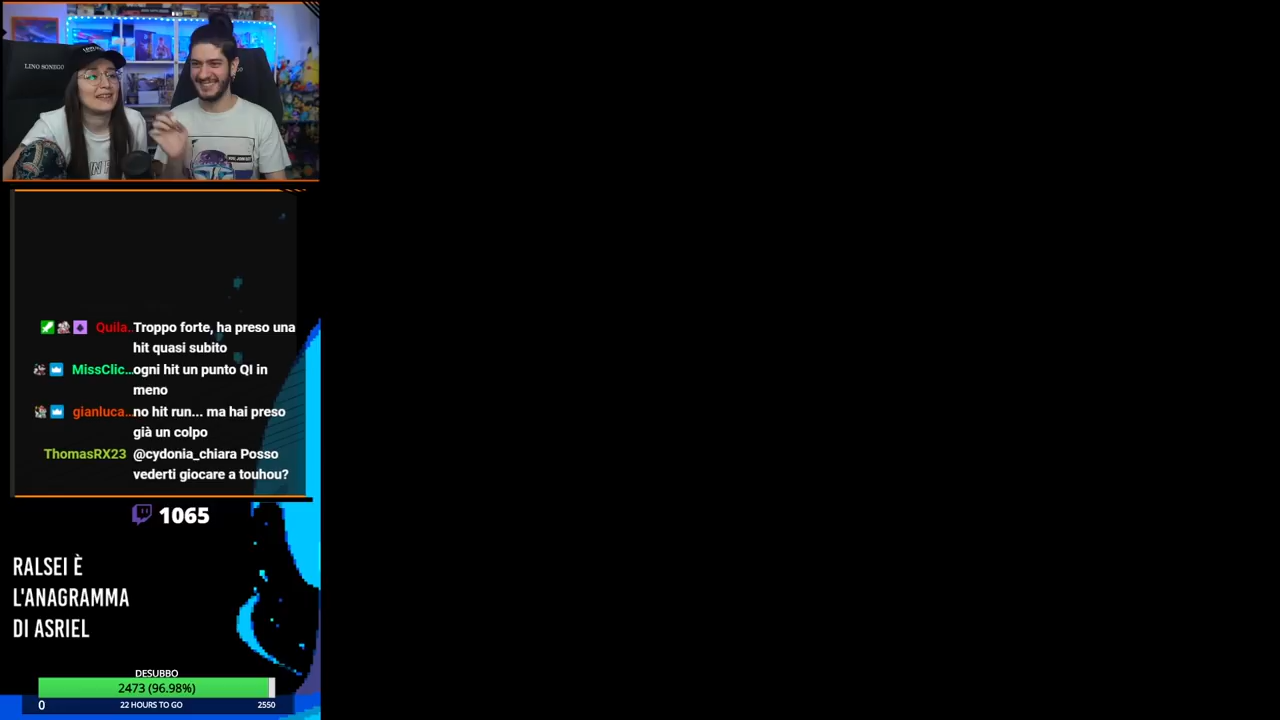 LINO SONEGO
Quila.. Troppo forte, ha preso una
hit quasi subito
MissClic... ogni hit un punto QI in
meno
gianluca... no hit run... ma hai preso
già un colpo
ThomasRX23 @cydonia_chiara Posso
vederti giocare a touhou?
1065
RALSEI È
L'ANAGRAMMA
DI ASRIEL
DESUBBO
2473 (96.98%)
0 22 HOURS TO GO 2550